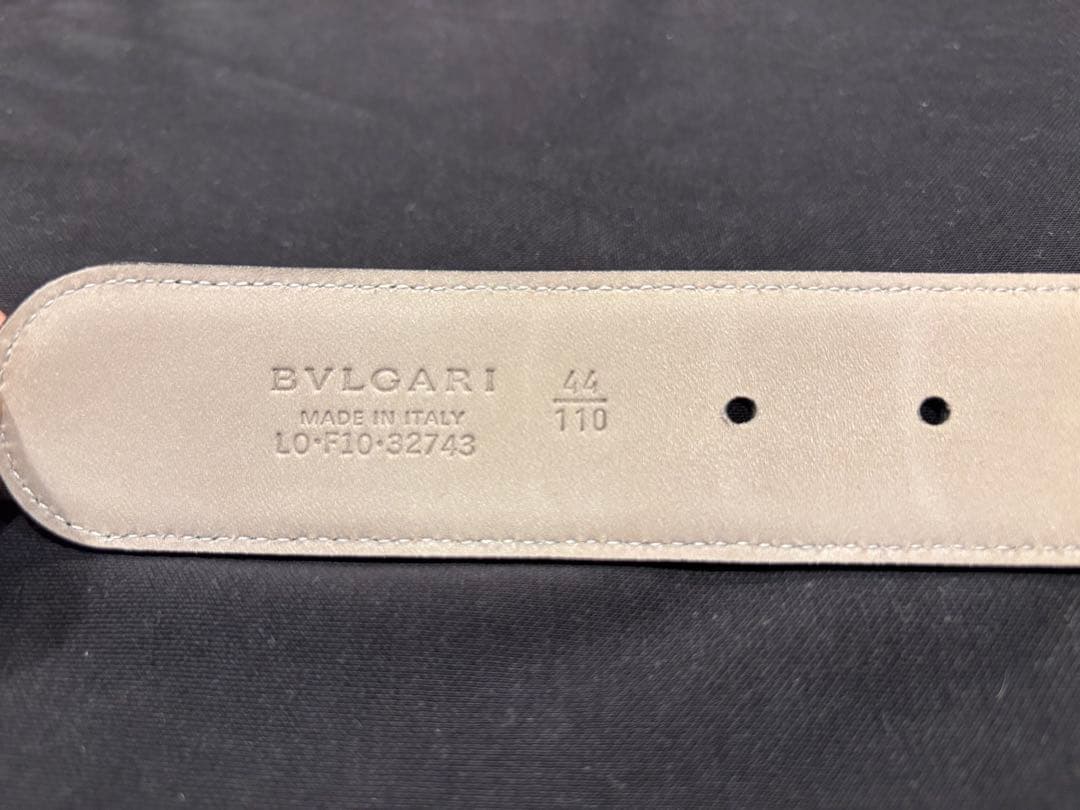 BVLGARI
MADE IN ITALY
LO·F10·32743
44
110